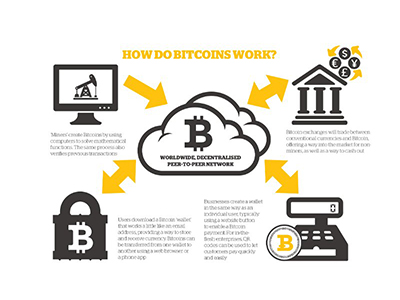 HOW DO BITCOINS WORK?
WORLDWIDE, DECENTRALISED
PEER-TO-PEER NETWORK
'Miners' create Bitcoins by using
computers to solve mathematical
functions. The same process also
verifies previous transactions
Bitcoin exchanges will trade between
conventional currencies and Bitcoin,
offering a way into the market for non
miners, as well as a way to cash out
Users download a Bitcoin 'wallet'
that works a little like an email
address, providing a way to store
and receive currency. Bitcoins can
be transferred from one wallet to
another using a web browser or
a phone app
Businesses create a wallet
in the same way as an
individual user, typically
using a website button
to enable a Bitcoin
payment. For
enterprises, QR
codes can be used to let
customers pay quickly
and easily